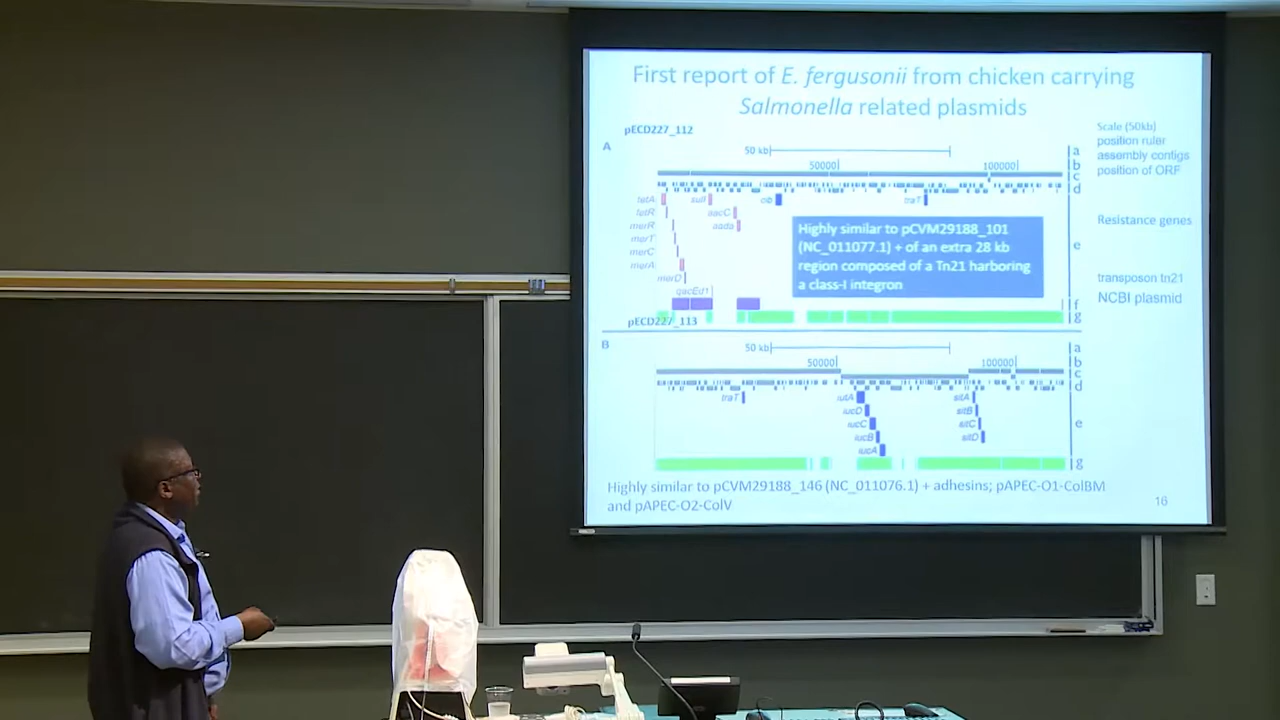 First report of E. fergusonii from chicken carrying
Salmonella related plasmids
pECD227_112
A
50 kb
50000
100000
a
b
c
d
Scale (50kb)
position ruler
assembly contigs
position of ORF
tetA
sulI
cib
traT
tetR
aacC
merR
aada
merT
merC
merA
merD
qacEd1
Highly similar to pCVM29188_101
(NC_011077.1) + of an extra 28 kb
region composed of a Tn21 harboring
a class-I integron
e
f
g
Resistance genes
transposon tn21
NCBI plasmid
pECD227_113
B
50 kb
50000
100000
a
b
c
d
traT
iutA
sitA
iucD
sitB
iucC
sitC
iucB
sitD
iucA
e
g
Highly similar to pCVM29188_146 (NC_011076.1) + adhesins; pAPEC-O1-ColBM
and pAPEC-O2-ColV
16